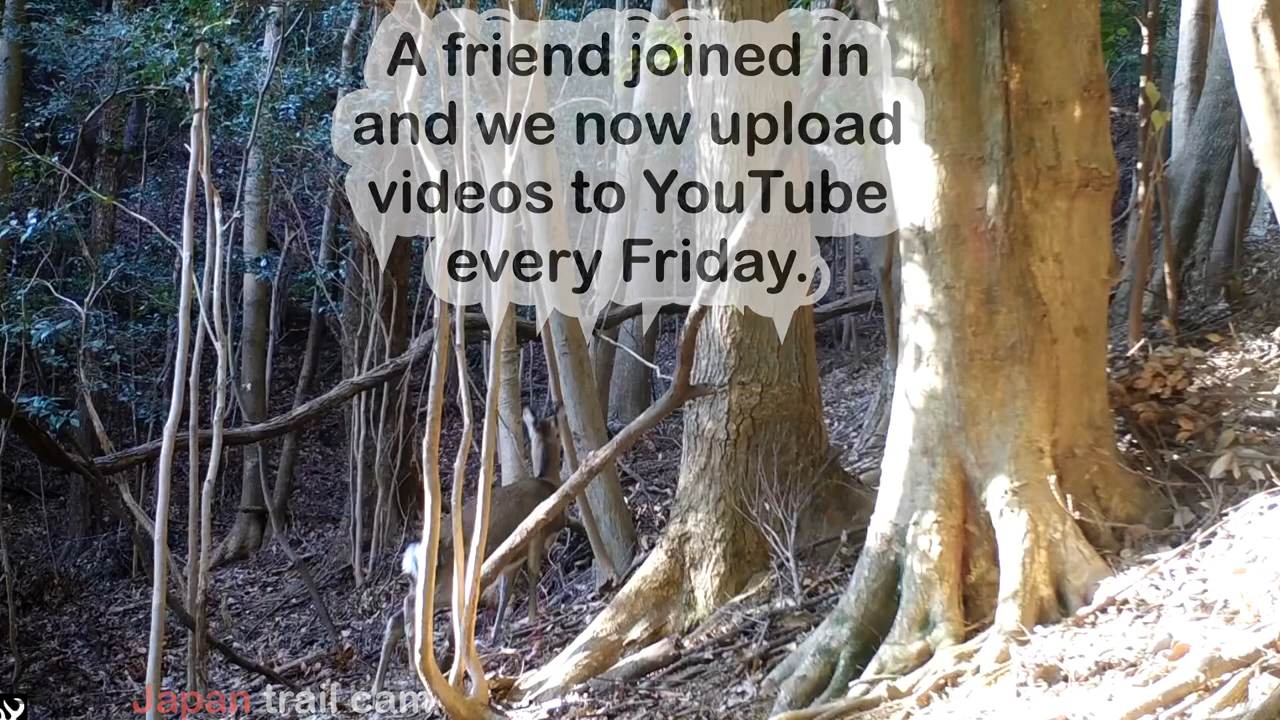 A friend joined in
and we now upload
videos to YouTube
every Friday.
Japan trail cam